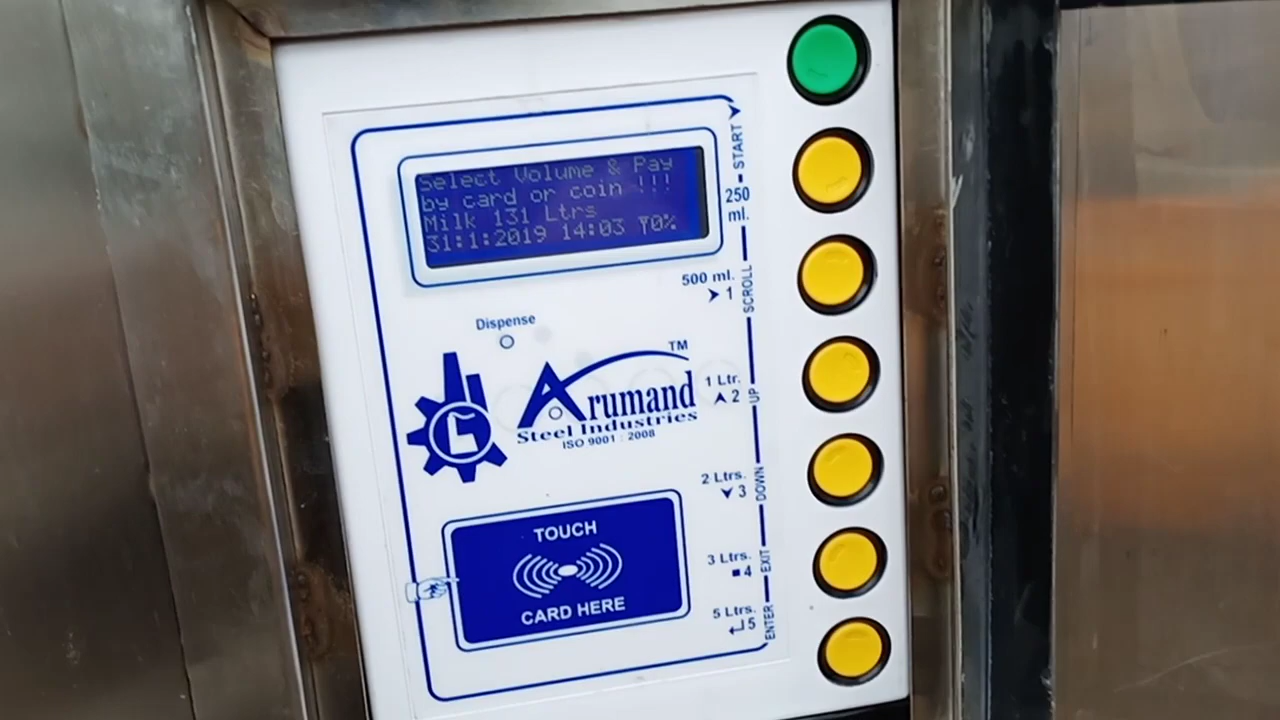 Select Volume & Pay
by card or coin !!!
Milk 131 Ltrs
31:1:2019 14:03 0%
START
250
ml.
500 ml.
1
SCROLL
Dispense
TM
Arumand
Steel Industries
ISO 9001 : 2008
1 Ltr.
2
UP
2 Ltrs.
3
DOWN
TOUCH
CARD HERE
3 Ltrs.
4
EXIT
5 Ltrs.
5
ENTER